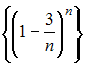 {(1 − 3/n)ⁿ}